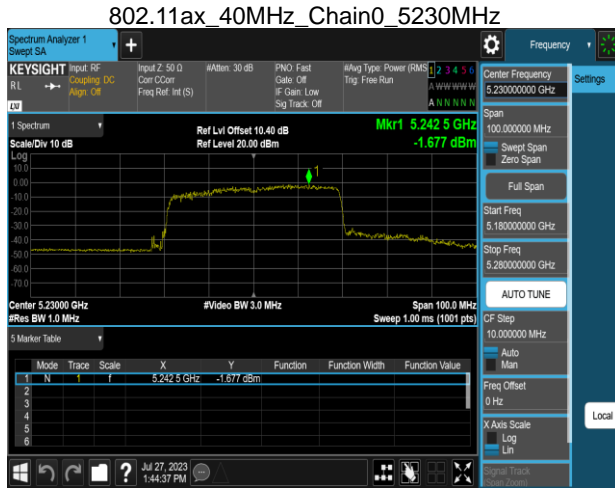 802.11ax_40MHz_Chain0_5230MHz
Spectrum Analyzer 1
Swept SA
Frequency
KEYSIGHT
RL
Input: RF
Coupling: DC
Align: Off
Input Z: 50 Ω
Corr CCorr
Freq Ref: Int (S)
#Atten: 30 dB
PNO: Fast
Gate: Off
IF Gain: Low
Sig Track: Off
#Avg Type: Power (RMS
Trig: Free Run
1 2 3 4 5 6
A WW WW W
A N N N N N
1 Spectrum
Scale/Div 10 dB
Log
Ref Lvl Offset 10.40 dB
Ref Level 20.00 dBm
Mkr1 5.242 5 GHz
-1.677 dBm
1
10.0
0.00
-10.0
-20.0
-30.0
-40.0
-50.0
-60.0
-70.0
Center 5.23000 GHz
#Res BW 1.0 MHz
#Video BW 3.0 MHz
Span 100.0 MHz
Sweep 1.00 ms (1001 pts)
5 Marker Table
Mode Trace Scale X Y Function Function Width Function Value
1 N 1 f 5.242 5 GHz -1.677 dBm
2
3
4
5
6
Jul 27, 2023
1:44:37 PM
Center Frequency
5.230000000 GHz
Settings
Span
100.000000 MHz
Swept Span
Zero Span
Full Span
Start Freq
5.180000000 GHz
Stop Freq
5.280000000 GHz
AUTO TUNE
CF Step
10.000000 MHz
Auto
Man
Freq Offset
0 Hz
X Axis Scale
Log
Lin
Local
Signal Track
(Span Zoom)